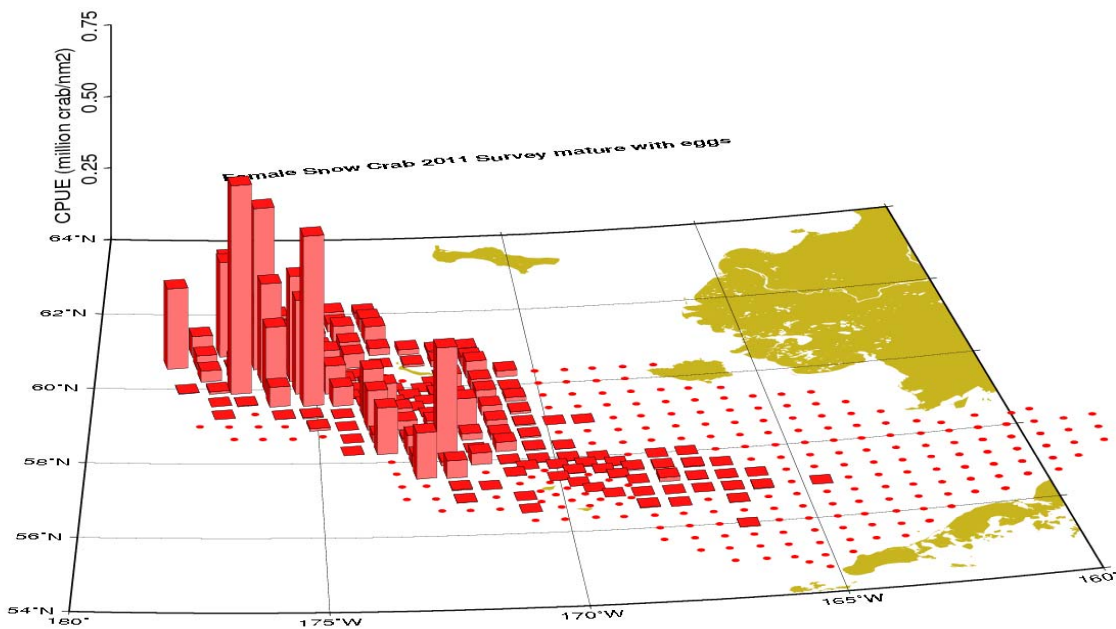 0.75
0.50
0.25
CPUE (million crab/nm2)
Female Snow Crab 2011 Survey mature with eggs
64°N
62°N
60°N
58°N
56°N
54°N
180°
175°W
170°W
165°W
160°